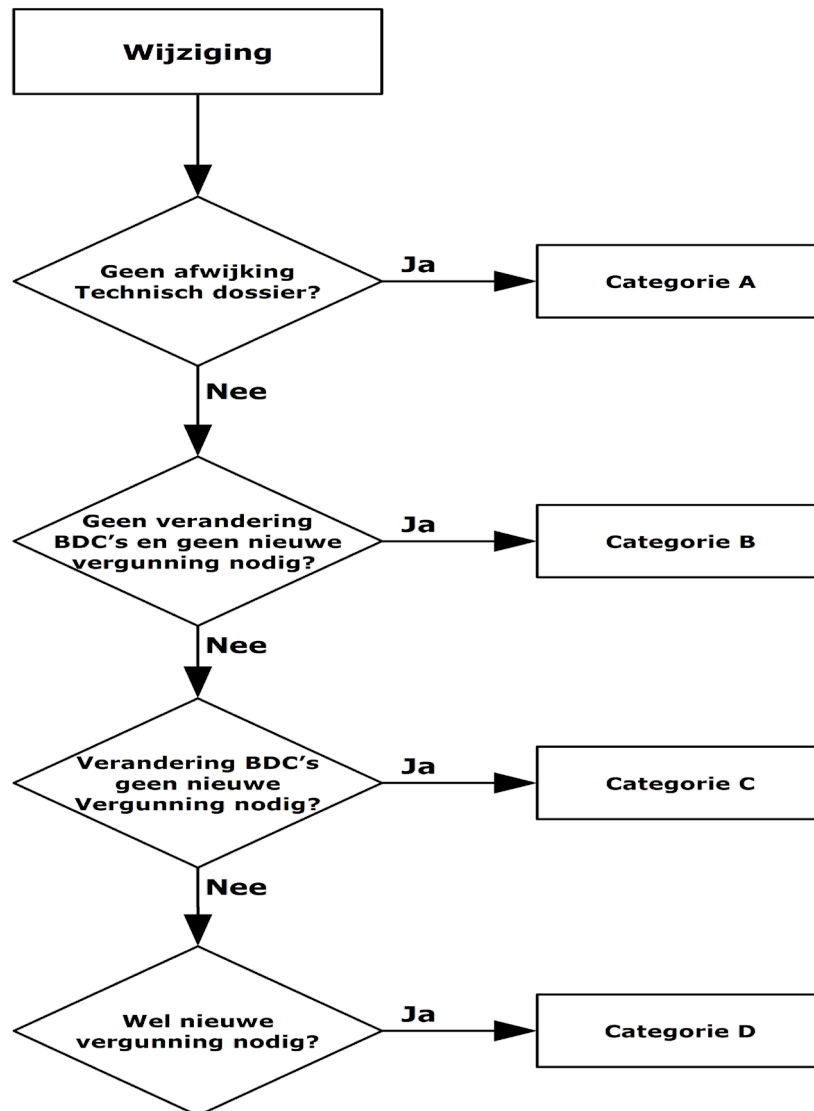 Wijziging
Geen afwijking
Technisch dossier?
Ja
Categorie A
Nee
Geen verandering
BDC's en geen nieuwe
vergunning nodig?
Ja
Categorie B
Nee
Verandering BDC's
geen nieuwe
Vergunning nodig?
Ja
Categorie C
Nee
Wel nieuwe
vergunning nodig?
Ja
Categorie D